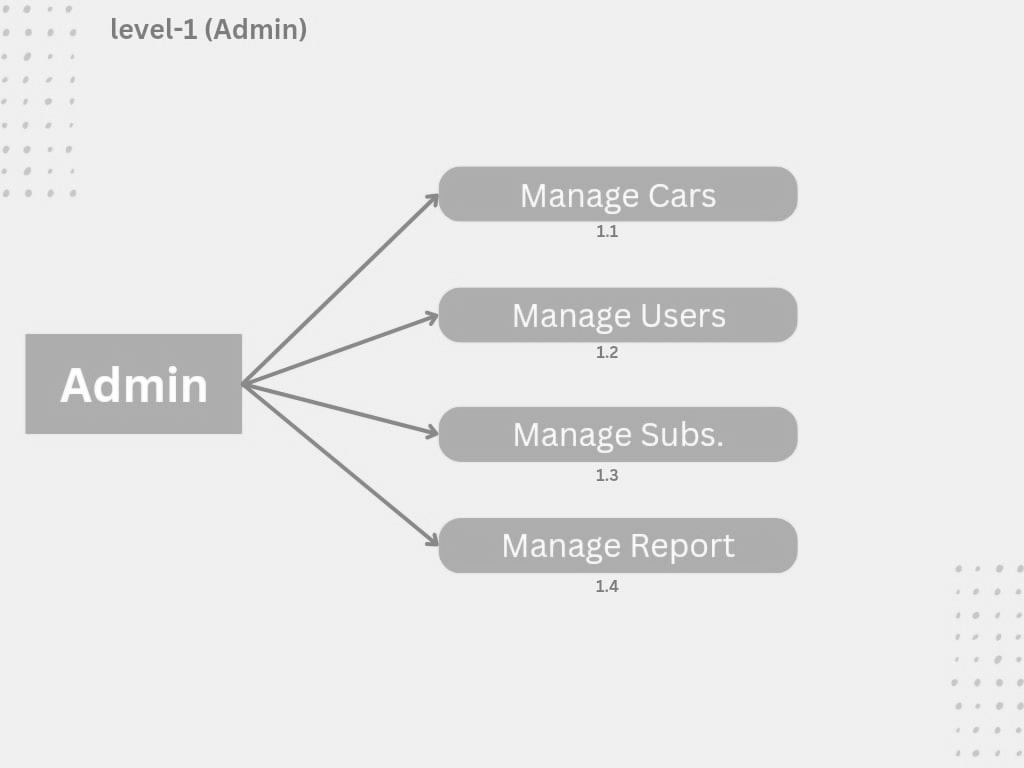 level-1 (Admin)
Manage Cars
1.1
Manage Users
1.2
Admin
Manage Subs.
1.3
Manage Report
1.4